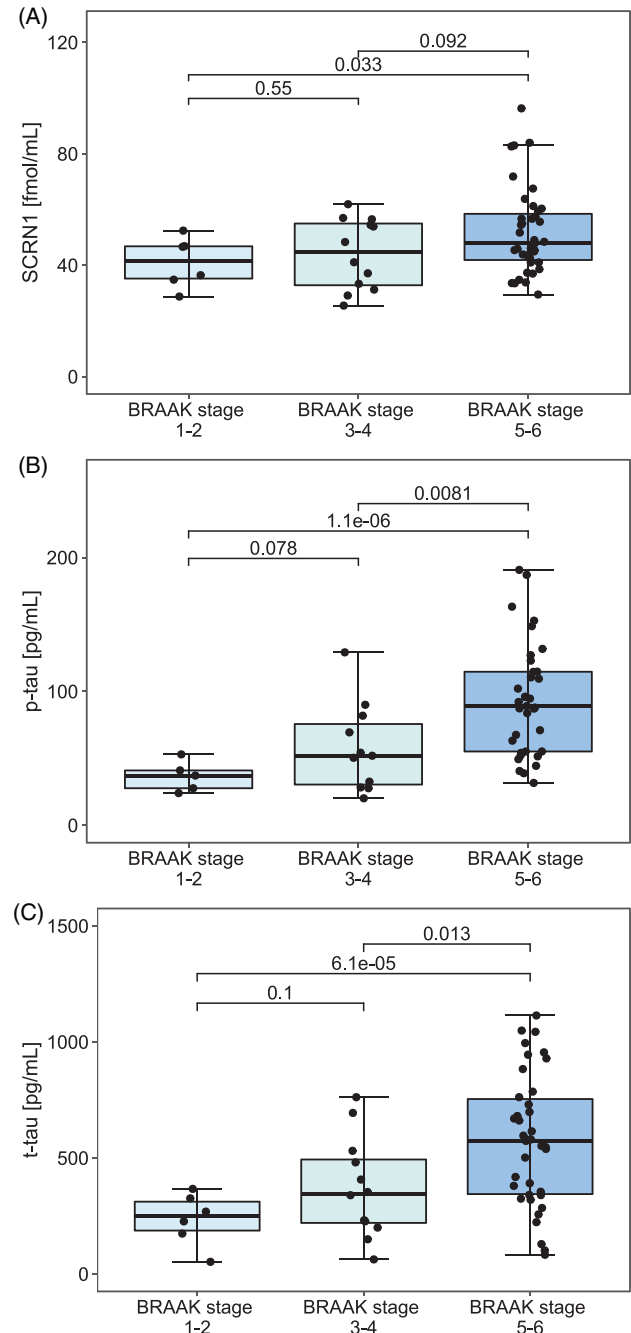 (A)
120
80
40
0
SCRN1 [fmol/mL]
0.092
0.033
0.55
BRAAK stage
1-2
BRAAK stage
3-4
BRAAK stage
5-6
(B)
200
100
0
p-tau [pg/mL]
0.0081
1.1e-06
0.078
BRAAK stage
1-2
BRAAK stage
3-4
BRAAK stage
5-6
(C)
1500
1000
500
0
t-tau [pg/mL]
0.013
6.1e-05
0.1
BRAAK stage
1-2
BRAAK stage
3-4
BRAAK stage
5-6